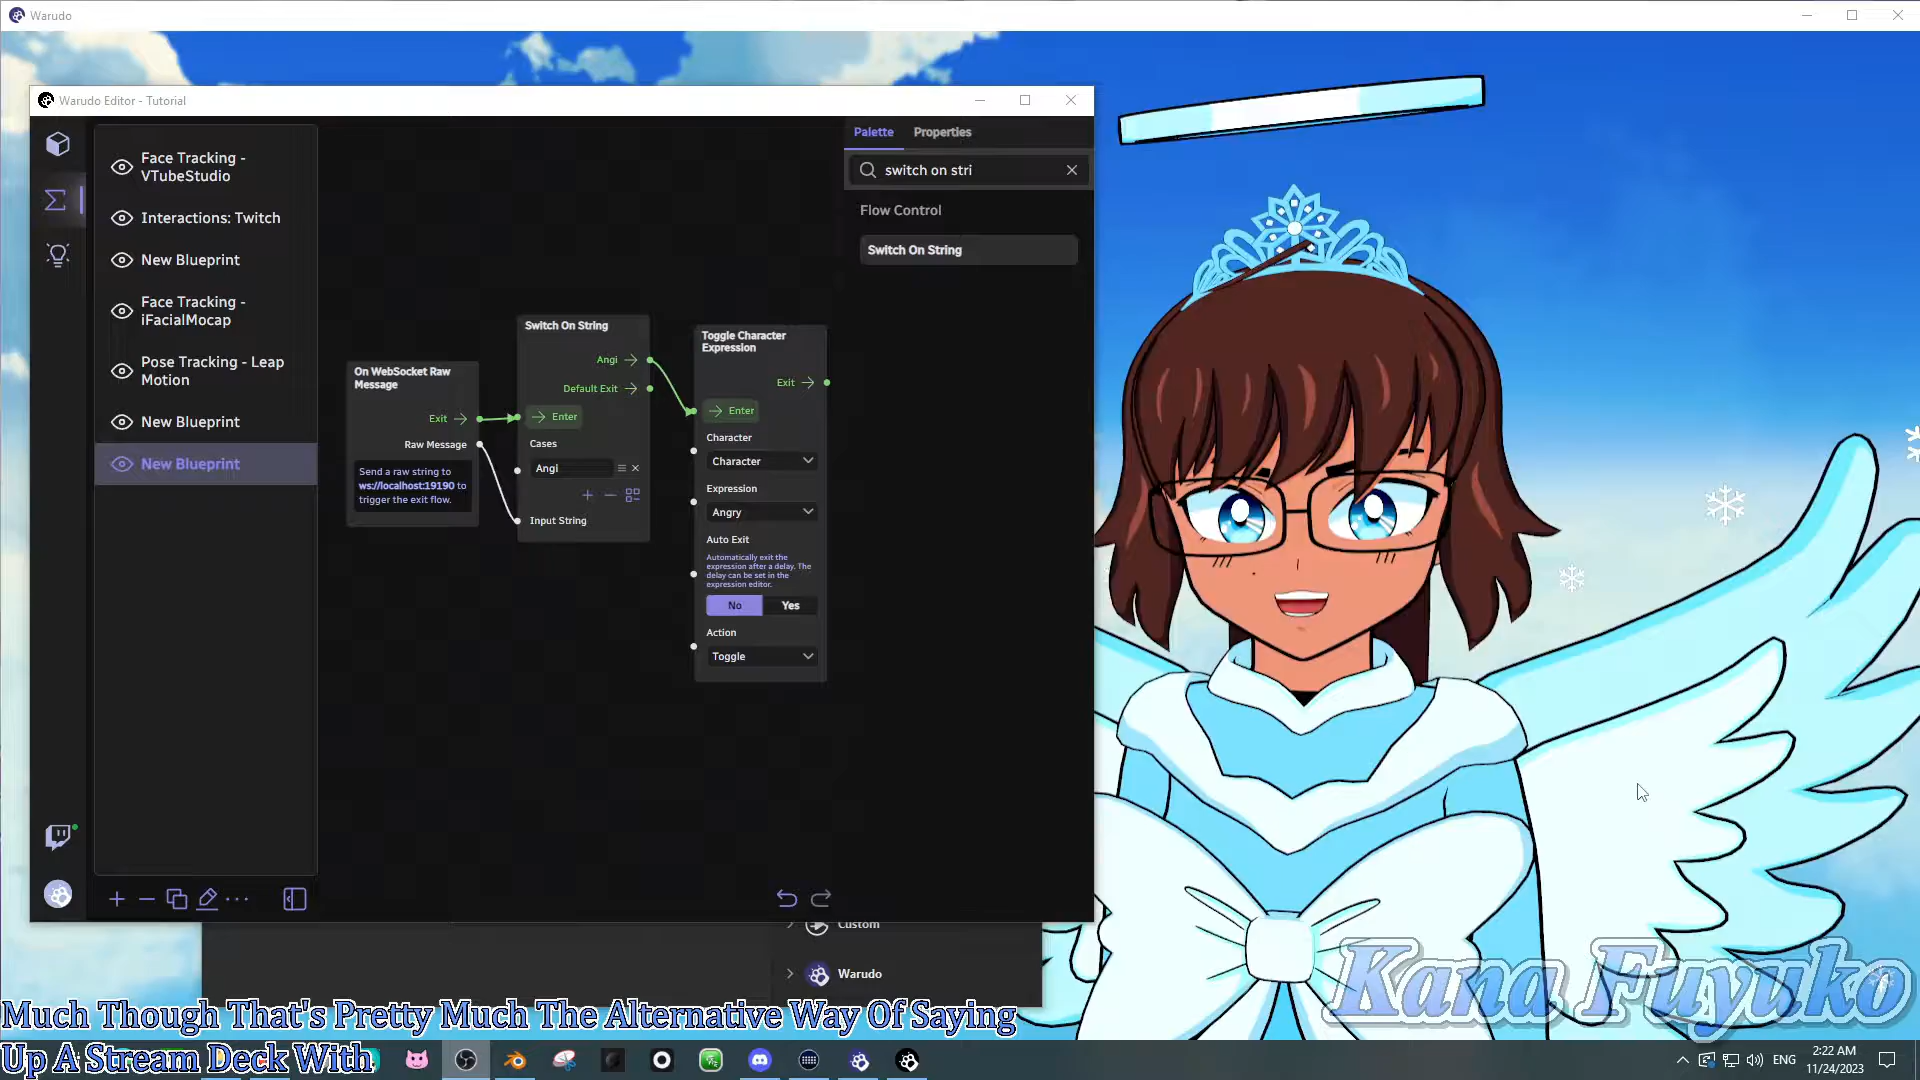 Warudo
Warudo Editor - Tutorial
Palette
Properties
switch on stri
Flow Control
Switch On String
Face Tracking -
VTubeStudio
Interactions: Twitch
New Blueprint
Face Tracking -
iFacialMocap
Pose Tracking - Leap
Motion
New Blueprint
New Blueprint
On WebSocket Raw
Message
Exit
Raw Message
Send a raw string to
ws://localhost:19190 to
trigger the exit flow.
Switch On String
Angi
Default Exit
Enter
Cases
Angi
Input String
Toggle Character
Expression
Exit
Enter
Character
Character
Expression
Angry
Auto Exit
Automatically exit the
expression after a delay. The
delay can be set in the
expression editor.
No Yes
Action
Toggle
Custom
Warudo
Kana Fuyuko
Much Though That's Pretty Much The Alternative Way Of Saying
Up A Stream Deck With
ENG
2:22 AM
11/24/2023